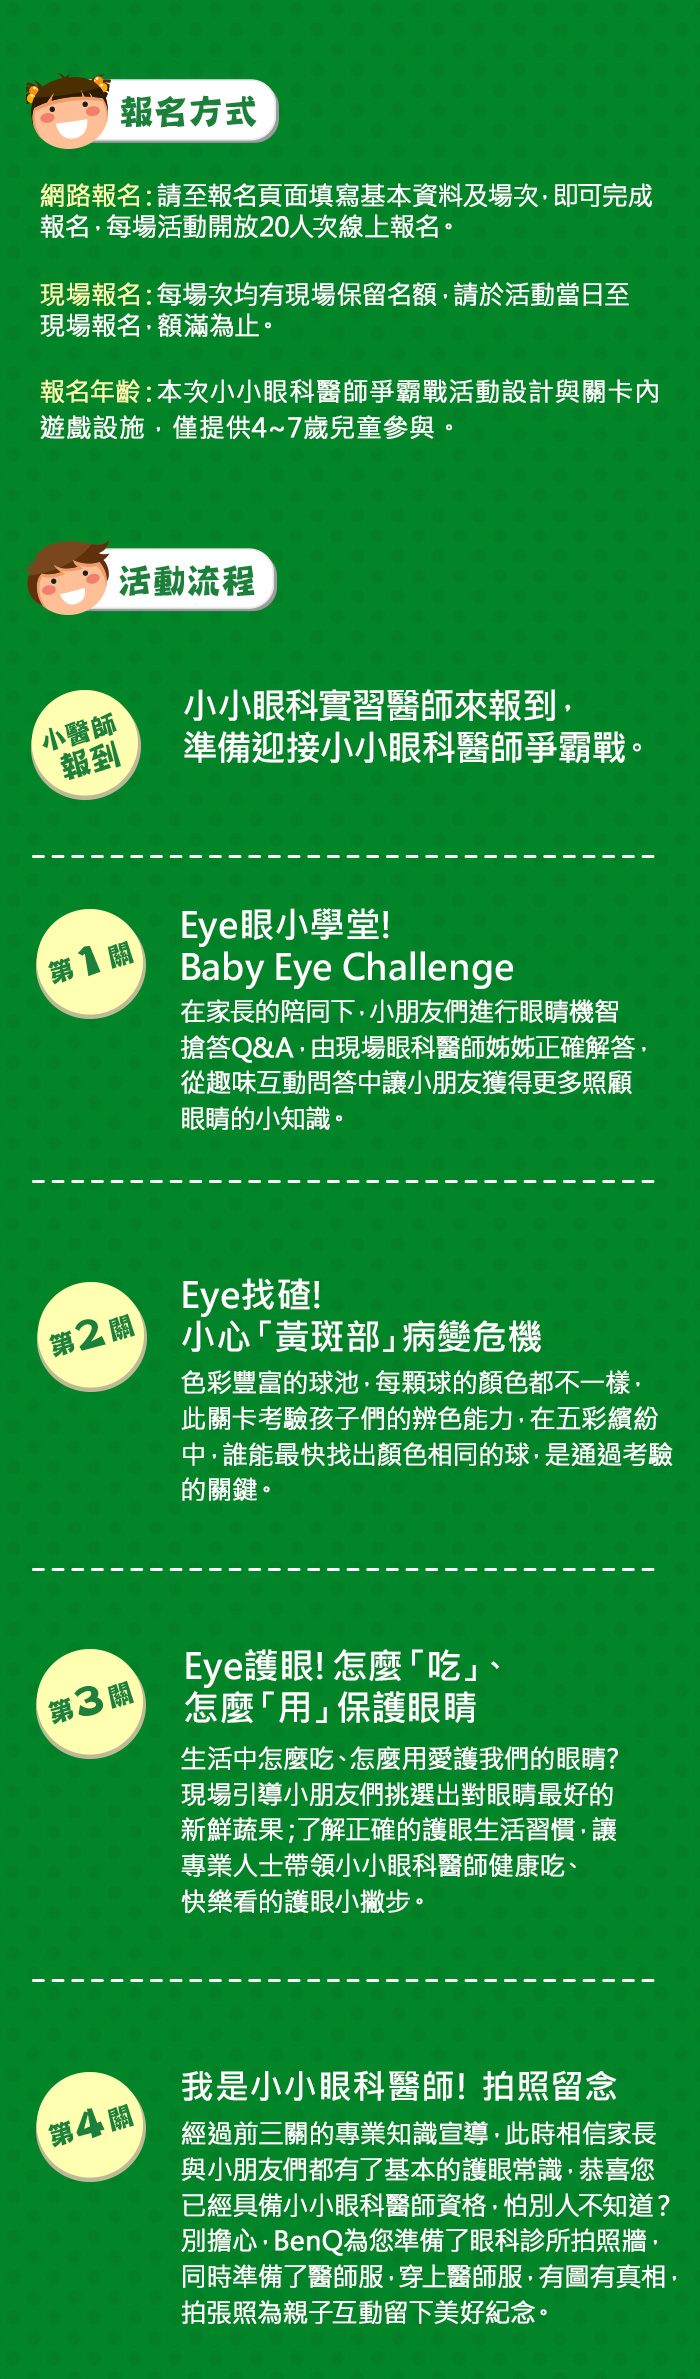 報名方式
網路報名：請至報名頁面填寫基本資料及場次，即可完成
報名，每場活動開放20人次線上報名。
現場報名：每場次均有現場保留名額，請於活動當日至
現場報名，額滿為止。
報名年齡：本次小小眼科醫師爭霸戰活動設計與關卡內
遊戲設施，僅提供4~7歲兒童參與。
活動流程
小醫師
報到
小小眼科實習醫師來報到，
準備迎接小小眼科醫師爭霸戰。
第1關
Eye眼小學堂!
Baby Eye Challenge
在家長的陪同下，小朋友們進行眼睛機智
搶答Q&A，由現場眼科醫師姊姊正確解答，
從趣味互動問答中讓小朋友獲得更多照顧
眼睛的小知識。
第2關
Eye找碴!
小心「黃斑部」病變危機
色彩豐富的球池，每顆球的顏色都不一樣，
此關卡考驗孩子們的辨色能力，在五彩繽紛
中，誰能最快找出顏色相同的球，是通過考驗
的關鍵。
第3關
Eye護眼! 怎麼「吃」、
怎麼「用」保護眼睛
生活中怎麼吃、怎麼用愛護我們的眼睛?
現場引導小朋友們挑選出對眼睛最好的
新鮮蔬果；了解正確的護眼生活習慣，讓
專業人士帶領小小眼科醫師健康吃、
快樂看的護眼小撇步。
第4關
我是小小眼科醫師! 拍照留念
經過前三關的專業知識宣導，此時相信家長
與小朋友們都有了基本的護眼常識，恭喜您
已經具備小小眼科醫師資格，怕別人不知道?
別擔心，BenQ為您準備了眼科診所拍照牆，
同時準備了醫師服，穿上醫師服，有圖有真相，
拍張照為親子互動留下美好紀念。